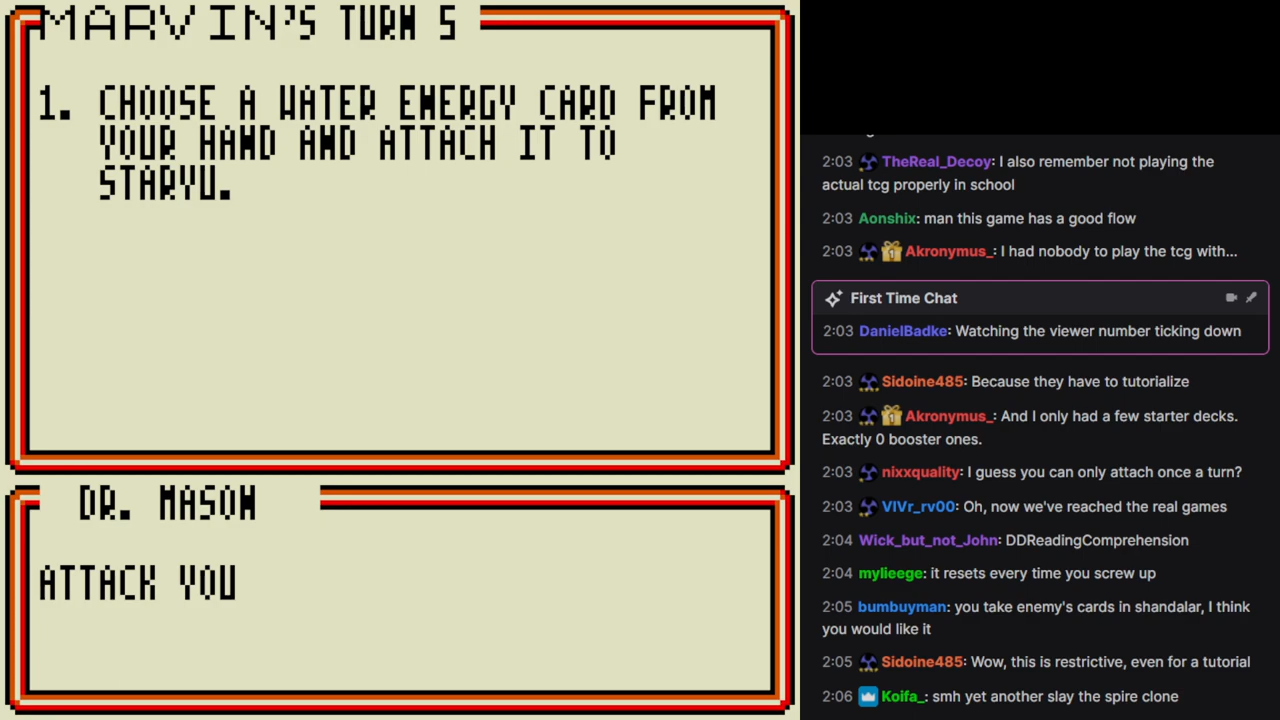 MARVIN'S TURN 5
1. CHOOSE A WATER ENERGY CARD FROM
YOUR HAND AND ATTACH IT TO
STARYU.
DR. MASON
ATTACK YOU
2:03 TheReal_Decoy: I also remember not playing the
actual tcg properly in school
2:03 Aonshix: man this game has a good flow
2:03 Akronymus_: I had nobody to play the tcg with...
First Time Chat
2:03 DanielBadke: Watching the viewer number ticking down
2:03 Sidoine485: Because they have to tutorialize
2:03 Akronymus_: And I only had a few starter decks.
Exactly 0 booster ones.
2:03 nixxquality: I guess you can only attach once a turn?
2:03 VIVr_rv00: Oh, now we've reached the real games
2:04 Wick_but_not_John: DDReadingComprehension
2:04 mylieege: it resets every time you screw up
2:05 bumbuyman: you take enemy's cards in shandalar, I think
you would like it
2:05 Sidoine485: Wow, this is restrictive, even for a tutorial
2:06 Koifa_: smh yet another slay the spire clone